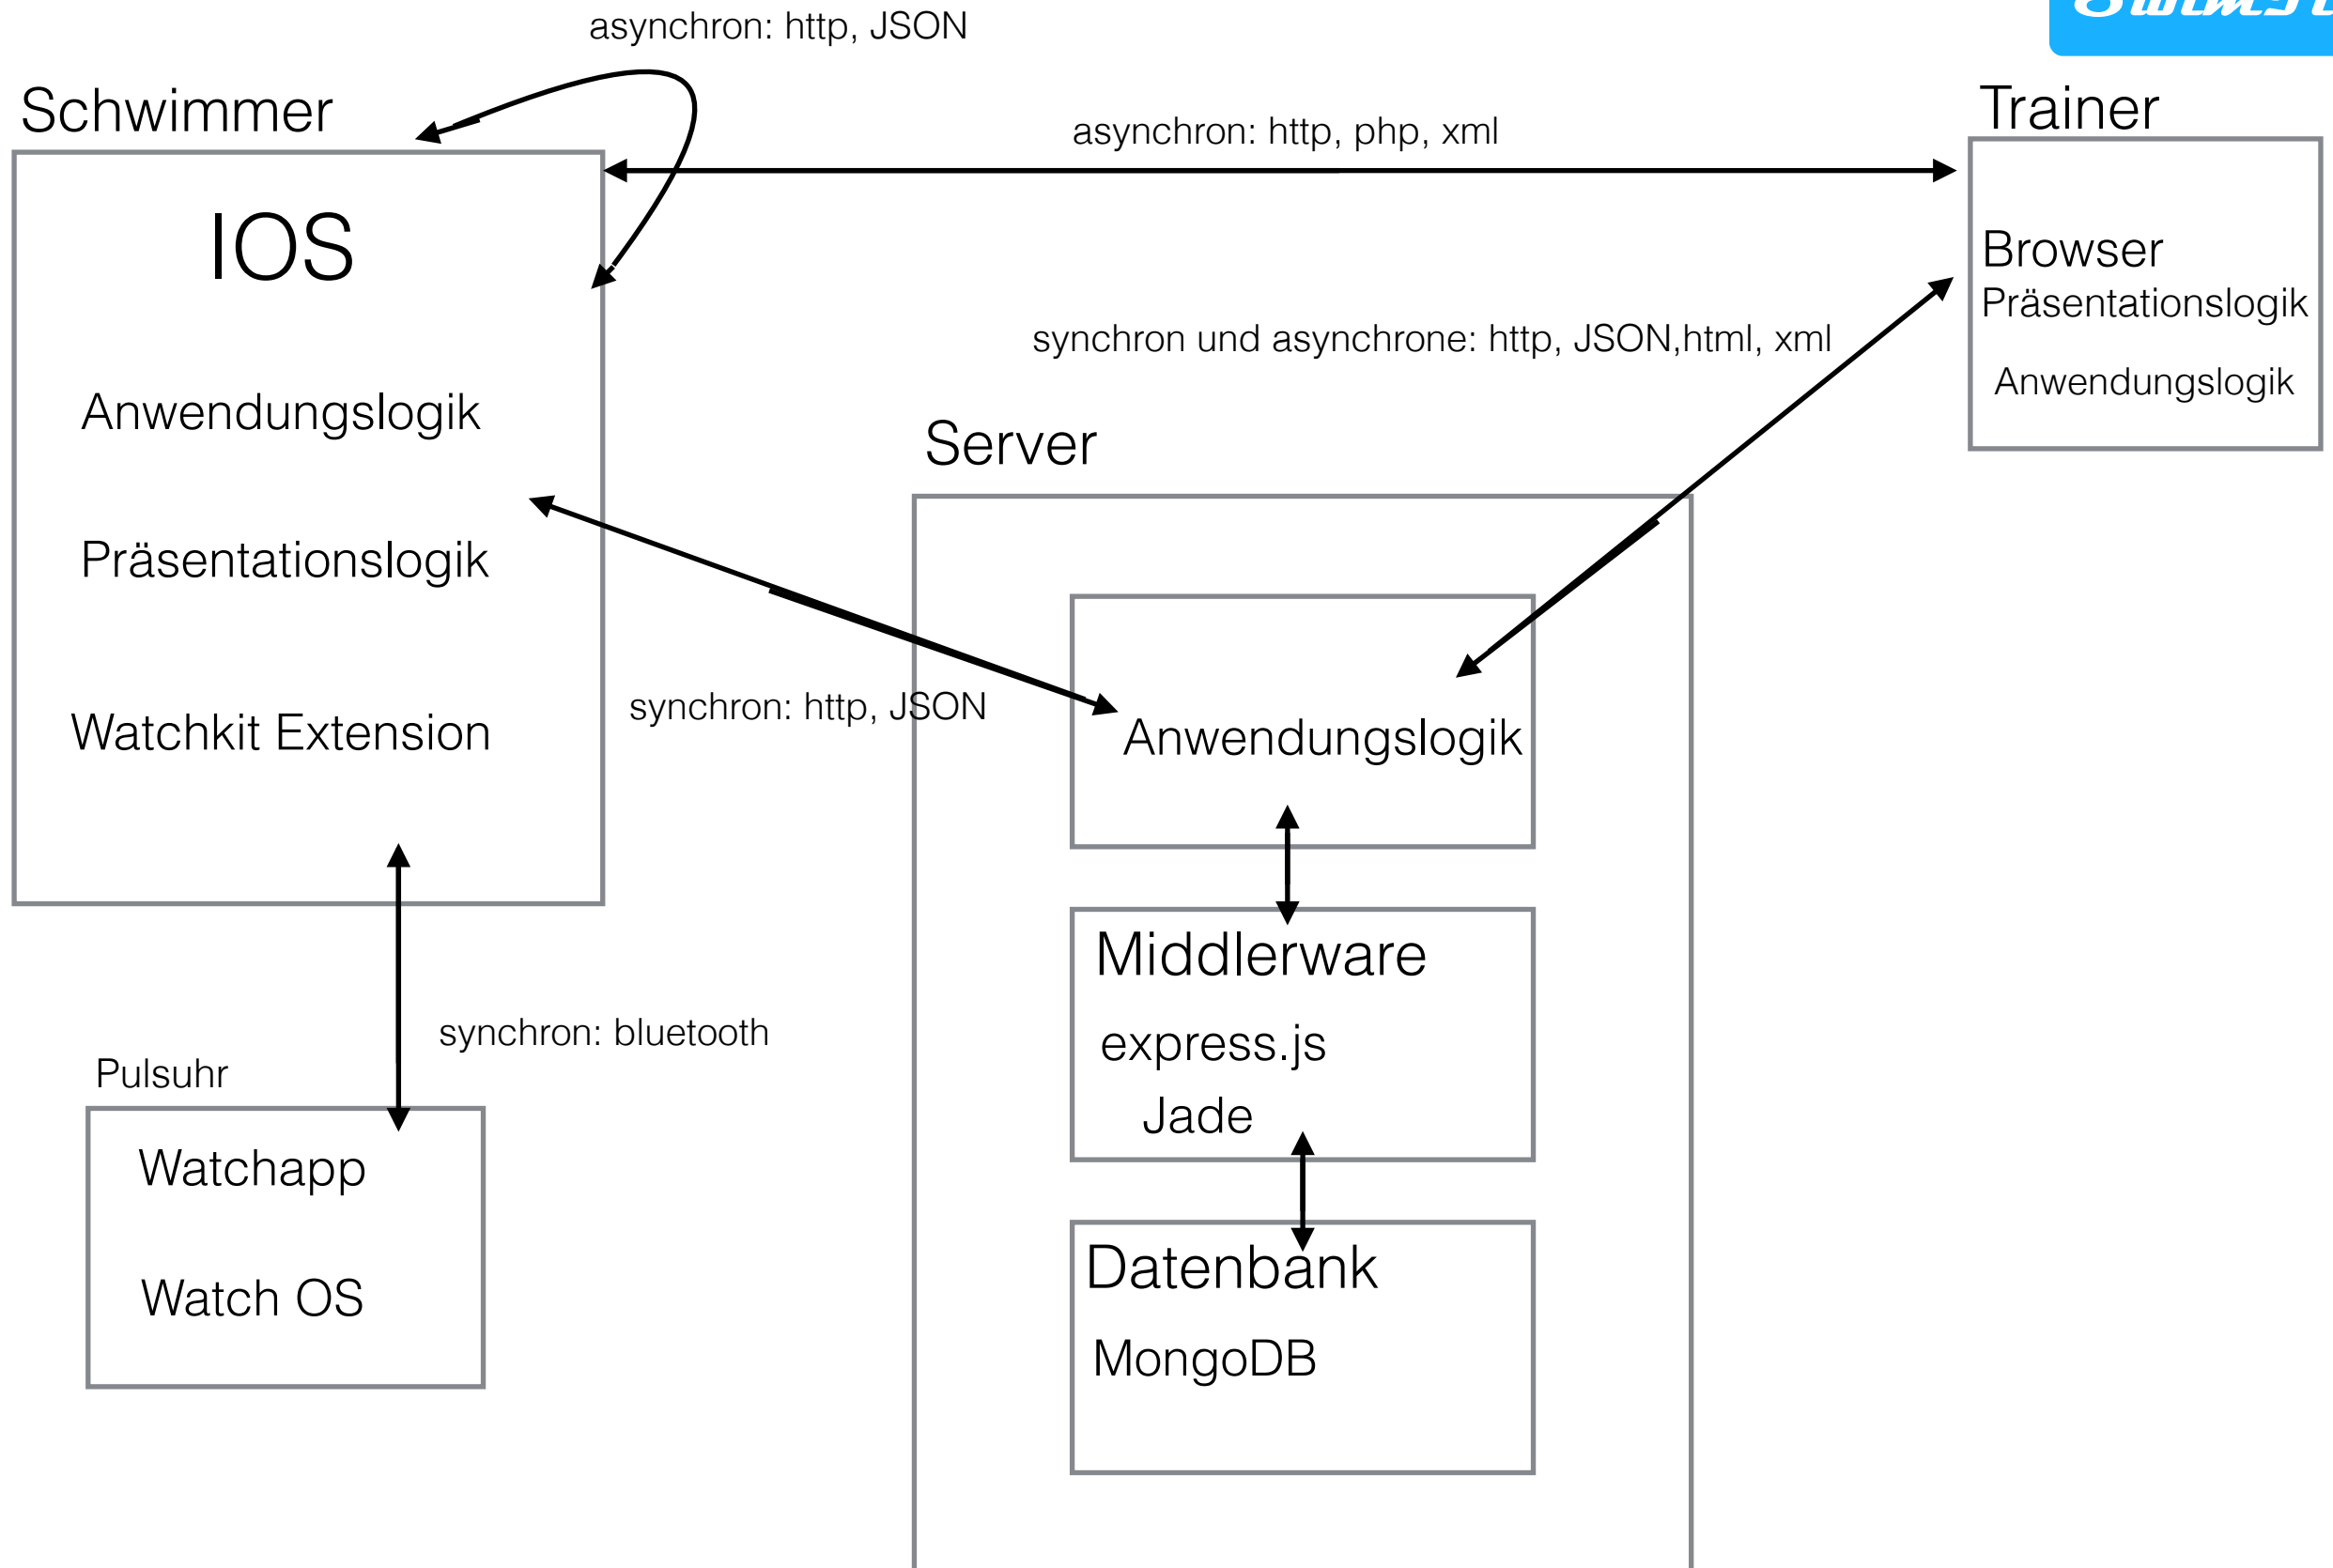 asynchron: http, JSON
Schwimmer
asynchron: http, php, xml
Trainer
IOS
Anwendungslogik
Präsentationslogik
Watchkit Extension
Browser
Präsentationslogik
Anwendungslogik
synchron und asynchrone: http, JSON,html, xml
Server
synchron: http, JSON
Anwendungslogik
Middlerware
express.js
Jade
synchron: bluetooth
Pulsuhr
Watchapp
Watch OS
Datenbank
MongoDB